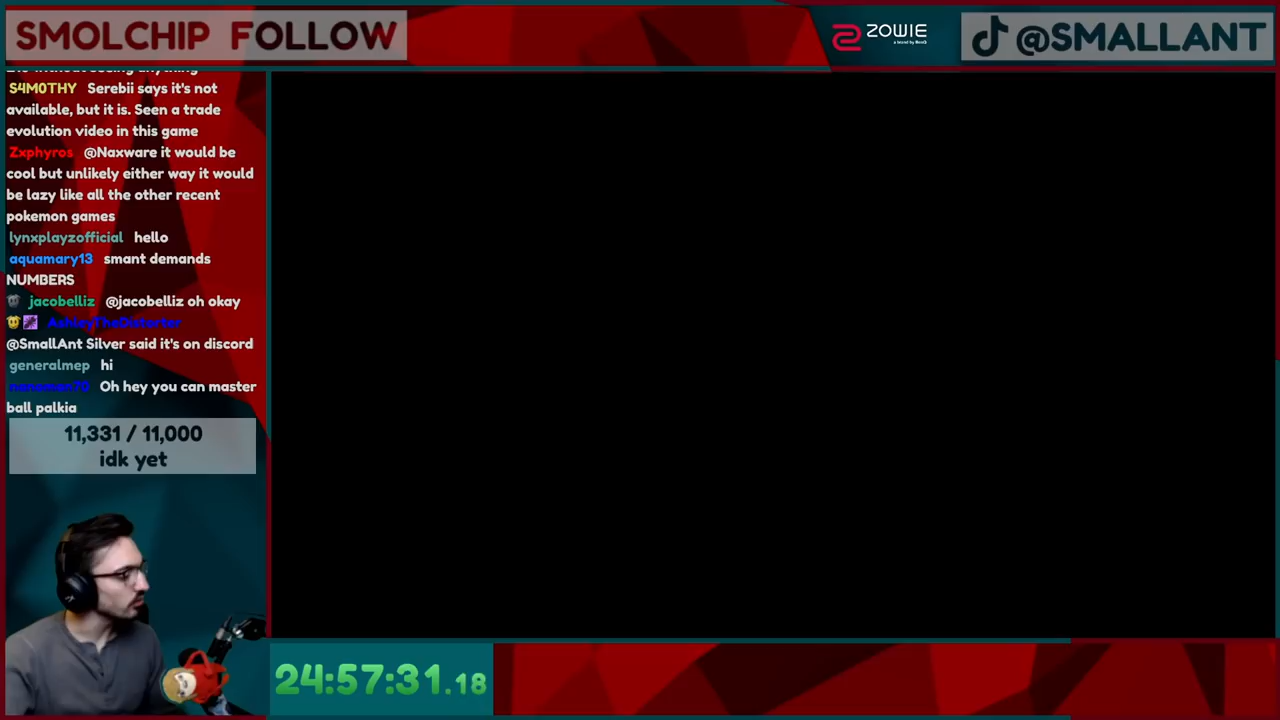 SMOLCHIP FOLLOW
ZOWIE
@SMALLANT
S4M0THY Serebii says it's not
available, but it is. Seen a trade
evolution video in this game
Zxphyros @Naxware it would be
cool but unlikely either way it would
be lazy like all the other recent
pokemon games
lynxplayzofficial hello
aquamary13 smant demands
NUMBERS
jacobelliz @jacobelliz oh okay
AshleyTheDistorter
@SmallAnt Silver said it's on discord
generalmep hi
Oh hey you can master
ball palkia
11,331 / 11,000
idk yet
24:57:31.18